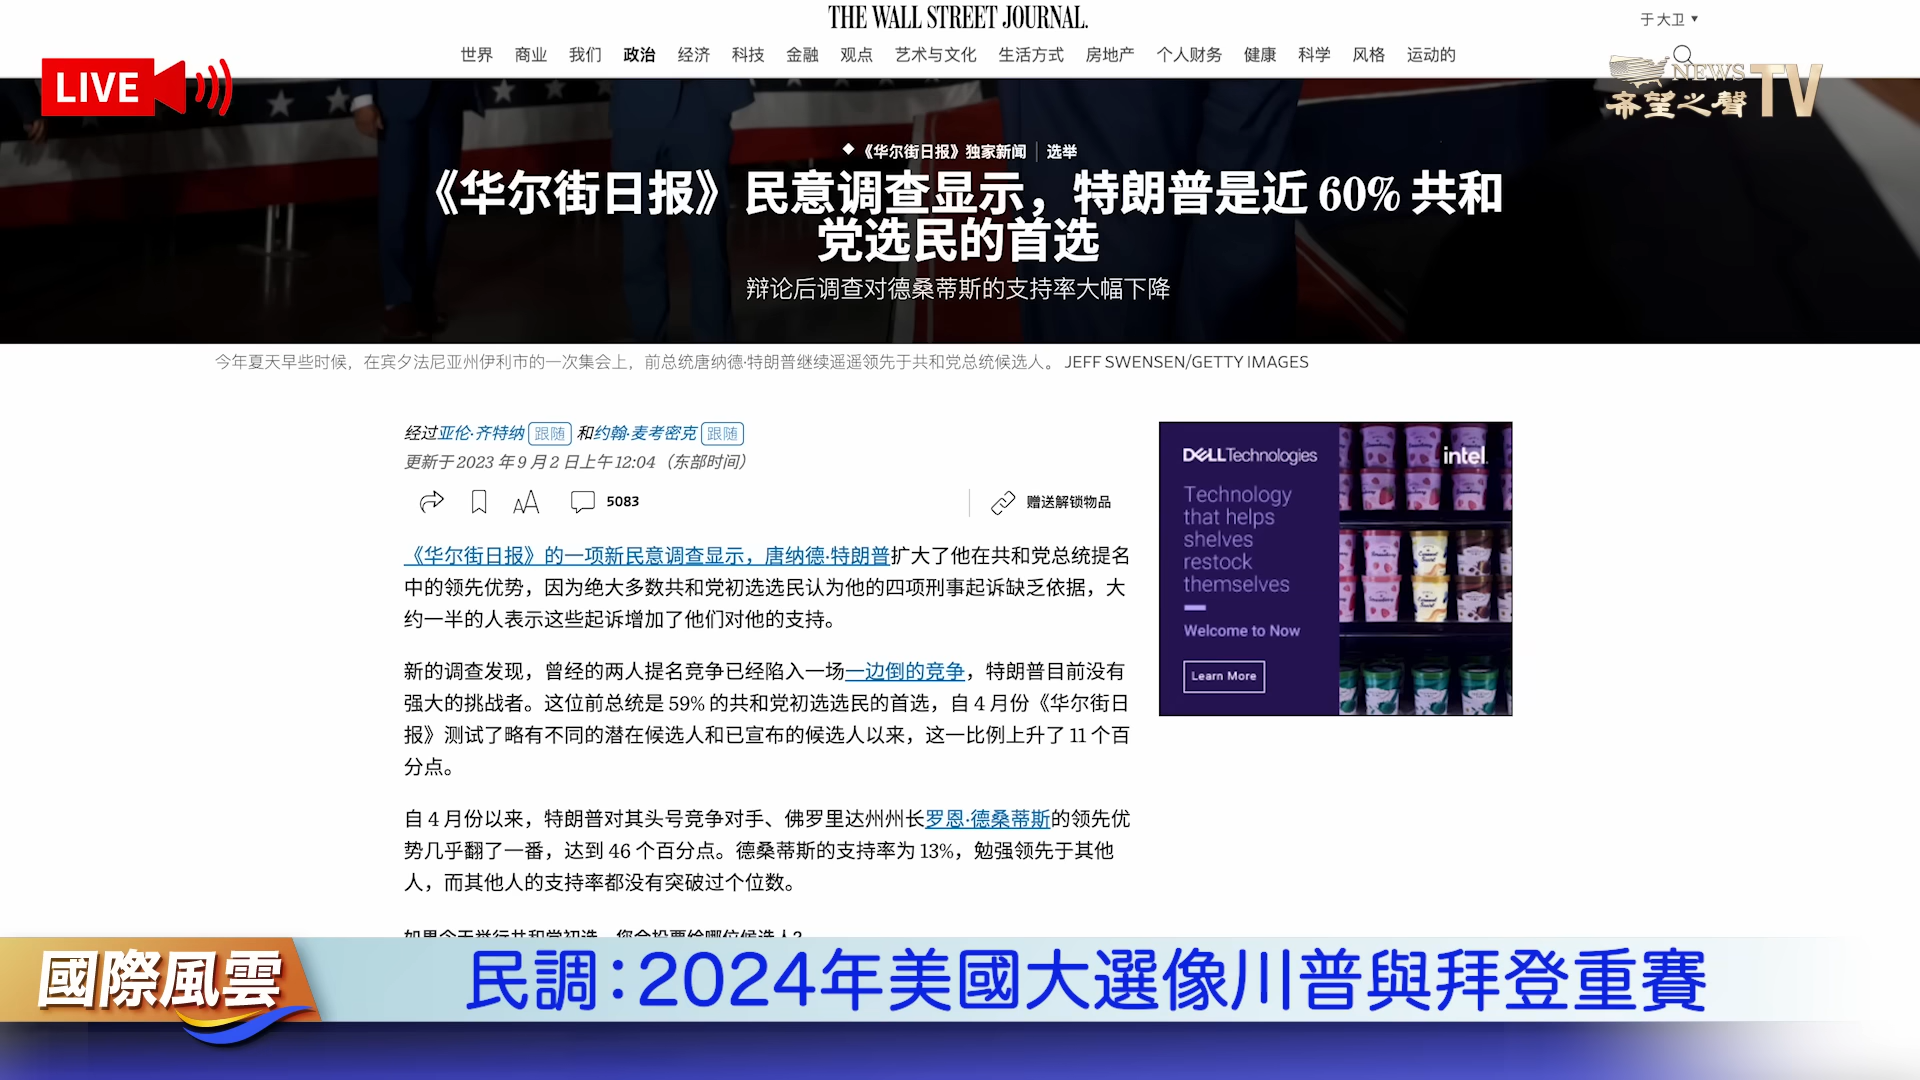 THE WALL STREET JOURNAL.
于大卫
世界 商业 我们 政治 经济 科技 金融 观点 艺术与文化 生活方式 房地产 个人财务 健康 科学 风格 运动的
LIVE
NEWS
希望之聲TV
《华尔街日报》独家新闻 | 选举
《华尔街日报》民意调查显示，特朗普是近 60% 共和
党选民的首选
辩论后调查对德桑蒂斯的支持率大幅下降
今年夏天早些时候，在宾夕法尼亚州伊利市的一次集会上，前总统唐纳德·特朗普继续遥遥领先于共和党总统候选人。 JEFF SWENSEN/GETTY IMAGES
经过亚伦·齐特纳 跟随 和约翰·麦考密克 跟随
更新于 2023 年 9 月 2 日上午 12:04（东部时间）
AA 5083 赠送解锁物品
《华尔街日报》的一项新民意调查显示，唐纳德·特朗普扩大了他在共和党总统提名
中的领先优势，因为绝大多数共和党初选选民认为他的四项刑事起诉缺乏依据，大
约一半的人表示这些起诉增加了他们对他的支持。
新的调查发现，曾经的两人提名竞争已经陷入一场一边倒的竞争，特朗普目前没有
强大的挑战者。这位前总统是 59% 的共和党初选选民的首选，自 4 月份《华尔街日
报》测试了略有不同的潜在候选人和已宣布的候选人以来，这一比例上升了 11 个百
分点。
自 4 月份以来，特朗普对其头号竞争对手、佛罗里达州州长罗恩·德桑蒂斯的领先优
势几乎翻了一番，达到 46 个百分点。德桑蒂斯的支持率为 13%，勉强领先于其他
人，而其他人的支持率都没有突破过个位数。
如果今天举行共和党初选，您会投票给哪位候选人？
DELL Technologies
intel.
Technology
that helps
shelves
restock
themselves
Welcome to Now
Learn More
國際風雲
民調：2024年美國大選像川普與拜登重賽